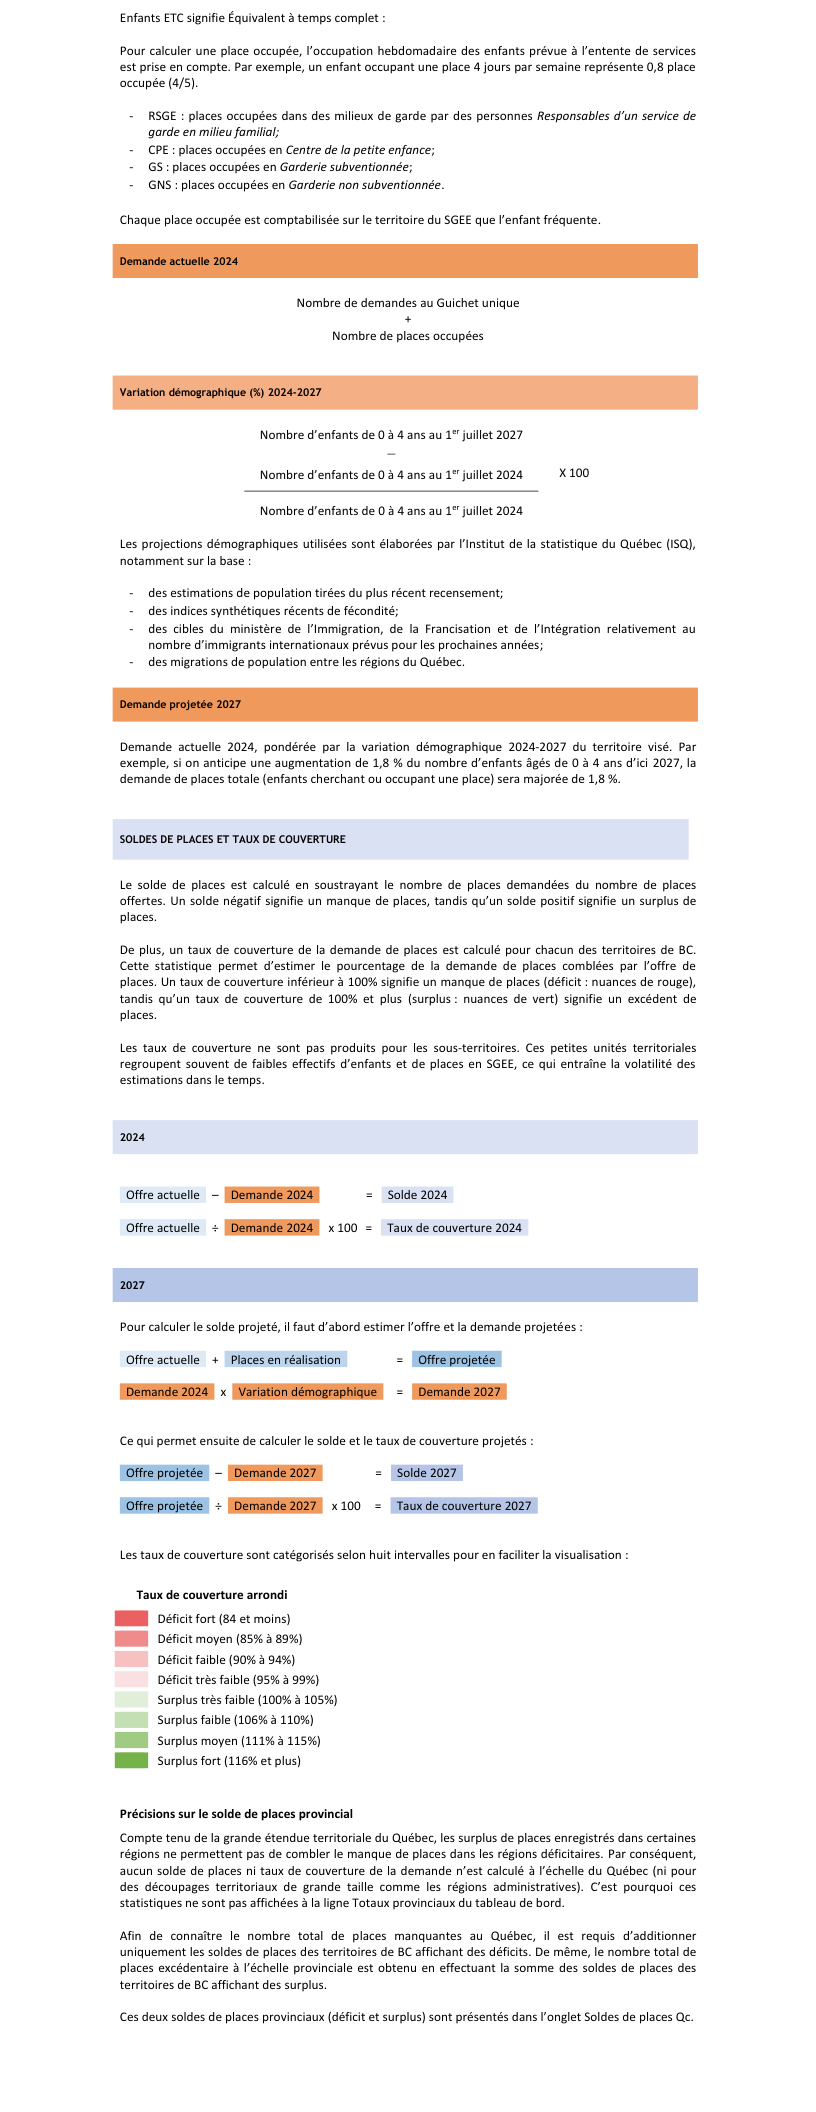 Enfants ETC signifie Équivalent à temps complet :
Pour calculer une place occupée, l’occupation hebdomadaire des enfants prévue à l’entente de services
est prise en compte. Par exemple, un enfant occupant une place 4 jours par semaine représente 0,8 place
occupée (4/5).
- RSGE : places occupées dans des milieux de garde par des personnes Responsables d’un service de
garde en milieu familial;
- CPE : places occupées en Centre de la petite enfance;
- GS : places occupées en Garderie subventionnée;
- GNS : places occupées en Garderie non subventionnée.
Chaque place occupée est comptabilisée sur le territoire du SGEE que l’enfant fréquente.
Demande actuelle 2024
Nombre de demandes au Guichet unique
+
Nombre de places occupées
Variation démographique (%) 2024-2027
Nombre d’enfants de 0 à 4 ans au 1er juillet 2027
—
Nombre d’enfants de 0 à 4 ans au 1er juillet 2024 X 100
Nombre d’enfants de 0 à 4 ans au 1er juillet 2024
Les projections démographiques utilisées sont élaborées par l’Institut de la statistique du Québec (ISQ),
notamment sur la base :
- des estimations de population tirées du plus récent recensement;
- des indices synthétiques récents de fécondité;
- des cibles du ministère de l’Immigration, de la Francisation et de l’Intégration relativement au
nombre d’immigrants internationaux prévus pour les prochaines années;
- des migrations de population entre les régions du Québec.
Demande projetée 2027
Demande actuelle 2024, pondérée par la variation démographique 2024-2027 du territoire visé. Par
exemple, si on anticipe une augmentation de 1,8 % du nombre d’enfants âgés de 0 à 4 ans d’ici 2027, la
demande de places totale (enfants cherchant ou occupant une place) sera majorée de 1,8 %.
SOLDES DE PLACES ET TAUX DE COUVERTURE
Le solde de places est calculé en soustrayant le nombre de places demandées du nombre de places
offertes. Un solde négatif signifie un manque de places, tandis qu’un solde positif signifie un surplus de
places.
De plus, un taux de couverture de la demande de places est calculé pour chacun des territoires de BC.
Cette statistique permet d’estimer le pourcentage de la demande de places comblées par l’offre de
places. Un taux de couverture inférieur à 100% signifie un manque de places (déficit : nuances de rouge),
tandis qu’un taux de couverture de 100% et plus (surplus : nuances de vert) signifie un excédent de
places.
Les taux de couverture ne sont pas produits pour les sous-territoires. Ces petites unités territoriales
regroupent souvent de faibles effectifs d’enfants et de places en SGEE, ce qui entraîne la volatilité des
estimations dans le temps.
2024
Offre actuelle – Demande 2024 = Solde 2024
Offre actuelle ÷ Demande 2024 x 100 = Taux de couverture 2024
2027
Pour calculer le solde projeté, il faut d’abord estimer l’offre et la demande projetées :
Offre actuelle + Places en réalisation = Offre projetée
Demande 2024 x Variation démographique = Demande 2027
Ce qui permet ensuite de calculer le solde et le taux de couverture projetés :
Offre projetée – Demande 2027 = Solde 2027
Offre projetée ÷ Demande 2027 x 100 = Taux de couverture 2027
Les taux de couverture sont catégorisés selon huit intervalles pour en faciliter la visualisation :
Taux de couverture arrondi
Déficit fort (84 et moins)
Déficit moyen (85% à 89%)
Déficit faible (90% à 94%)
Déficit très faible (95% à 99%)
Surplus très faible (100% à 105%)
Surplus faible (106% à 110%)
Surplus moyen (111% à 115%)
Surplus fort (116% et plus)
Précisions sur le solde de places provincial
Compte tenu de la grande étendue territoriale du Québec, les surplus de places enregistrés dans certaines
régions ne permettent pas de combler le manque de places dans les régions déficitaires. Par conséquent,
aucun solde de places ni taux de couverture de la demande n’est calculé à l’échelle du Québec (ni pour
des découpages territoriaux de grande taille comme les régions administratives). C’est pourquoi ces
statistiques ne sont pas affichées à la ligne Totaux provinciaux du tableau de bord.
Afin de connaître le nombre total de places manquantes au Québec, il est requis d’additionner
uniquement les soldes de places des territoires de BC affichant des déficits. De même, le nombre total de
places excédentaire à l’échelle provinciale est obtenu en effectuant la somme des soldes de places des
territoires de BC affichant des surplus.
Ces deux soldes de places provinciaux (déficit et surplus) sont présentés dans l’onglet Soldes de places Qc.